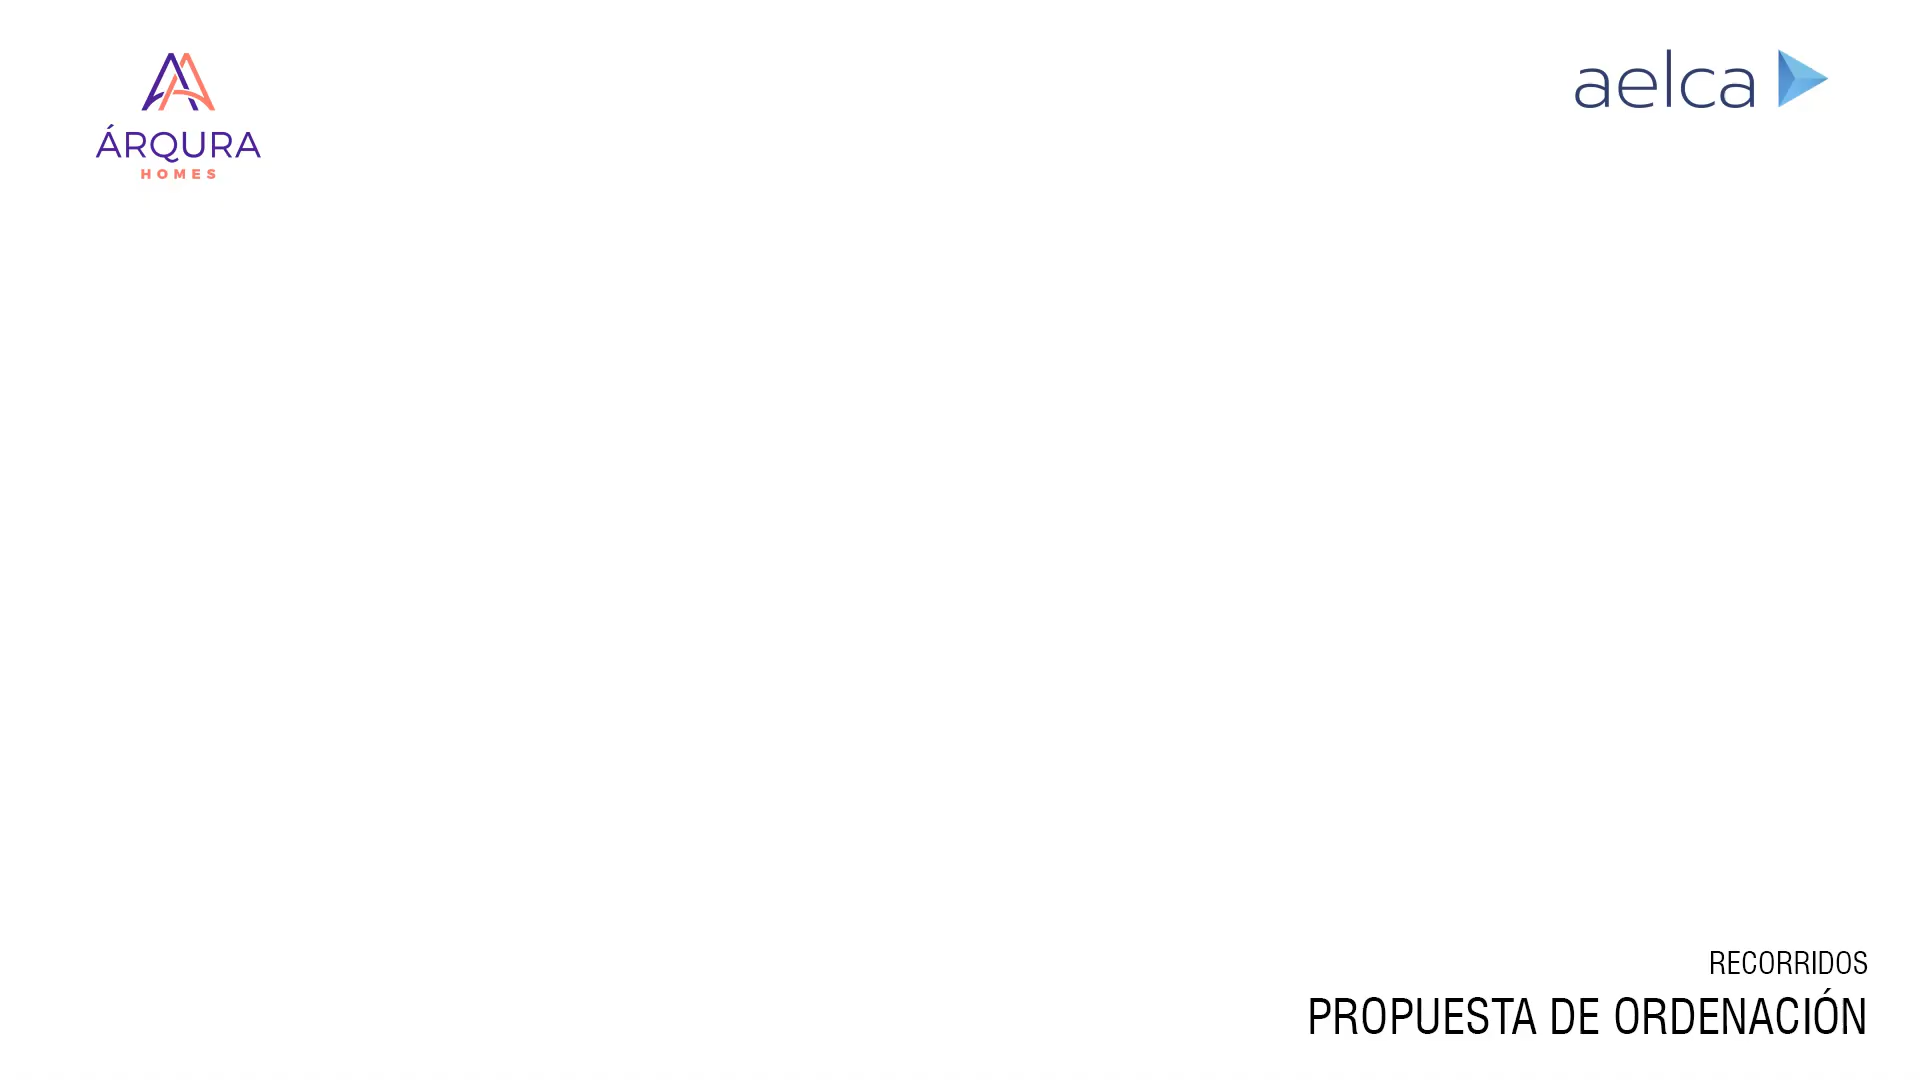 ÁRQURA
HOMES
aelca
RECORRIDOS
PROPUESTA DE ORDENACIÓN